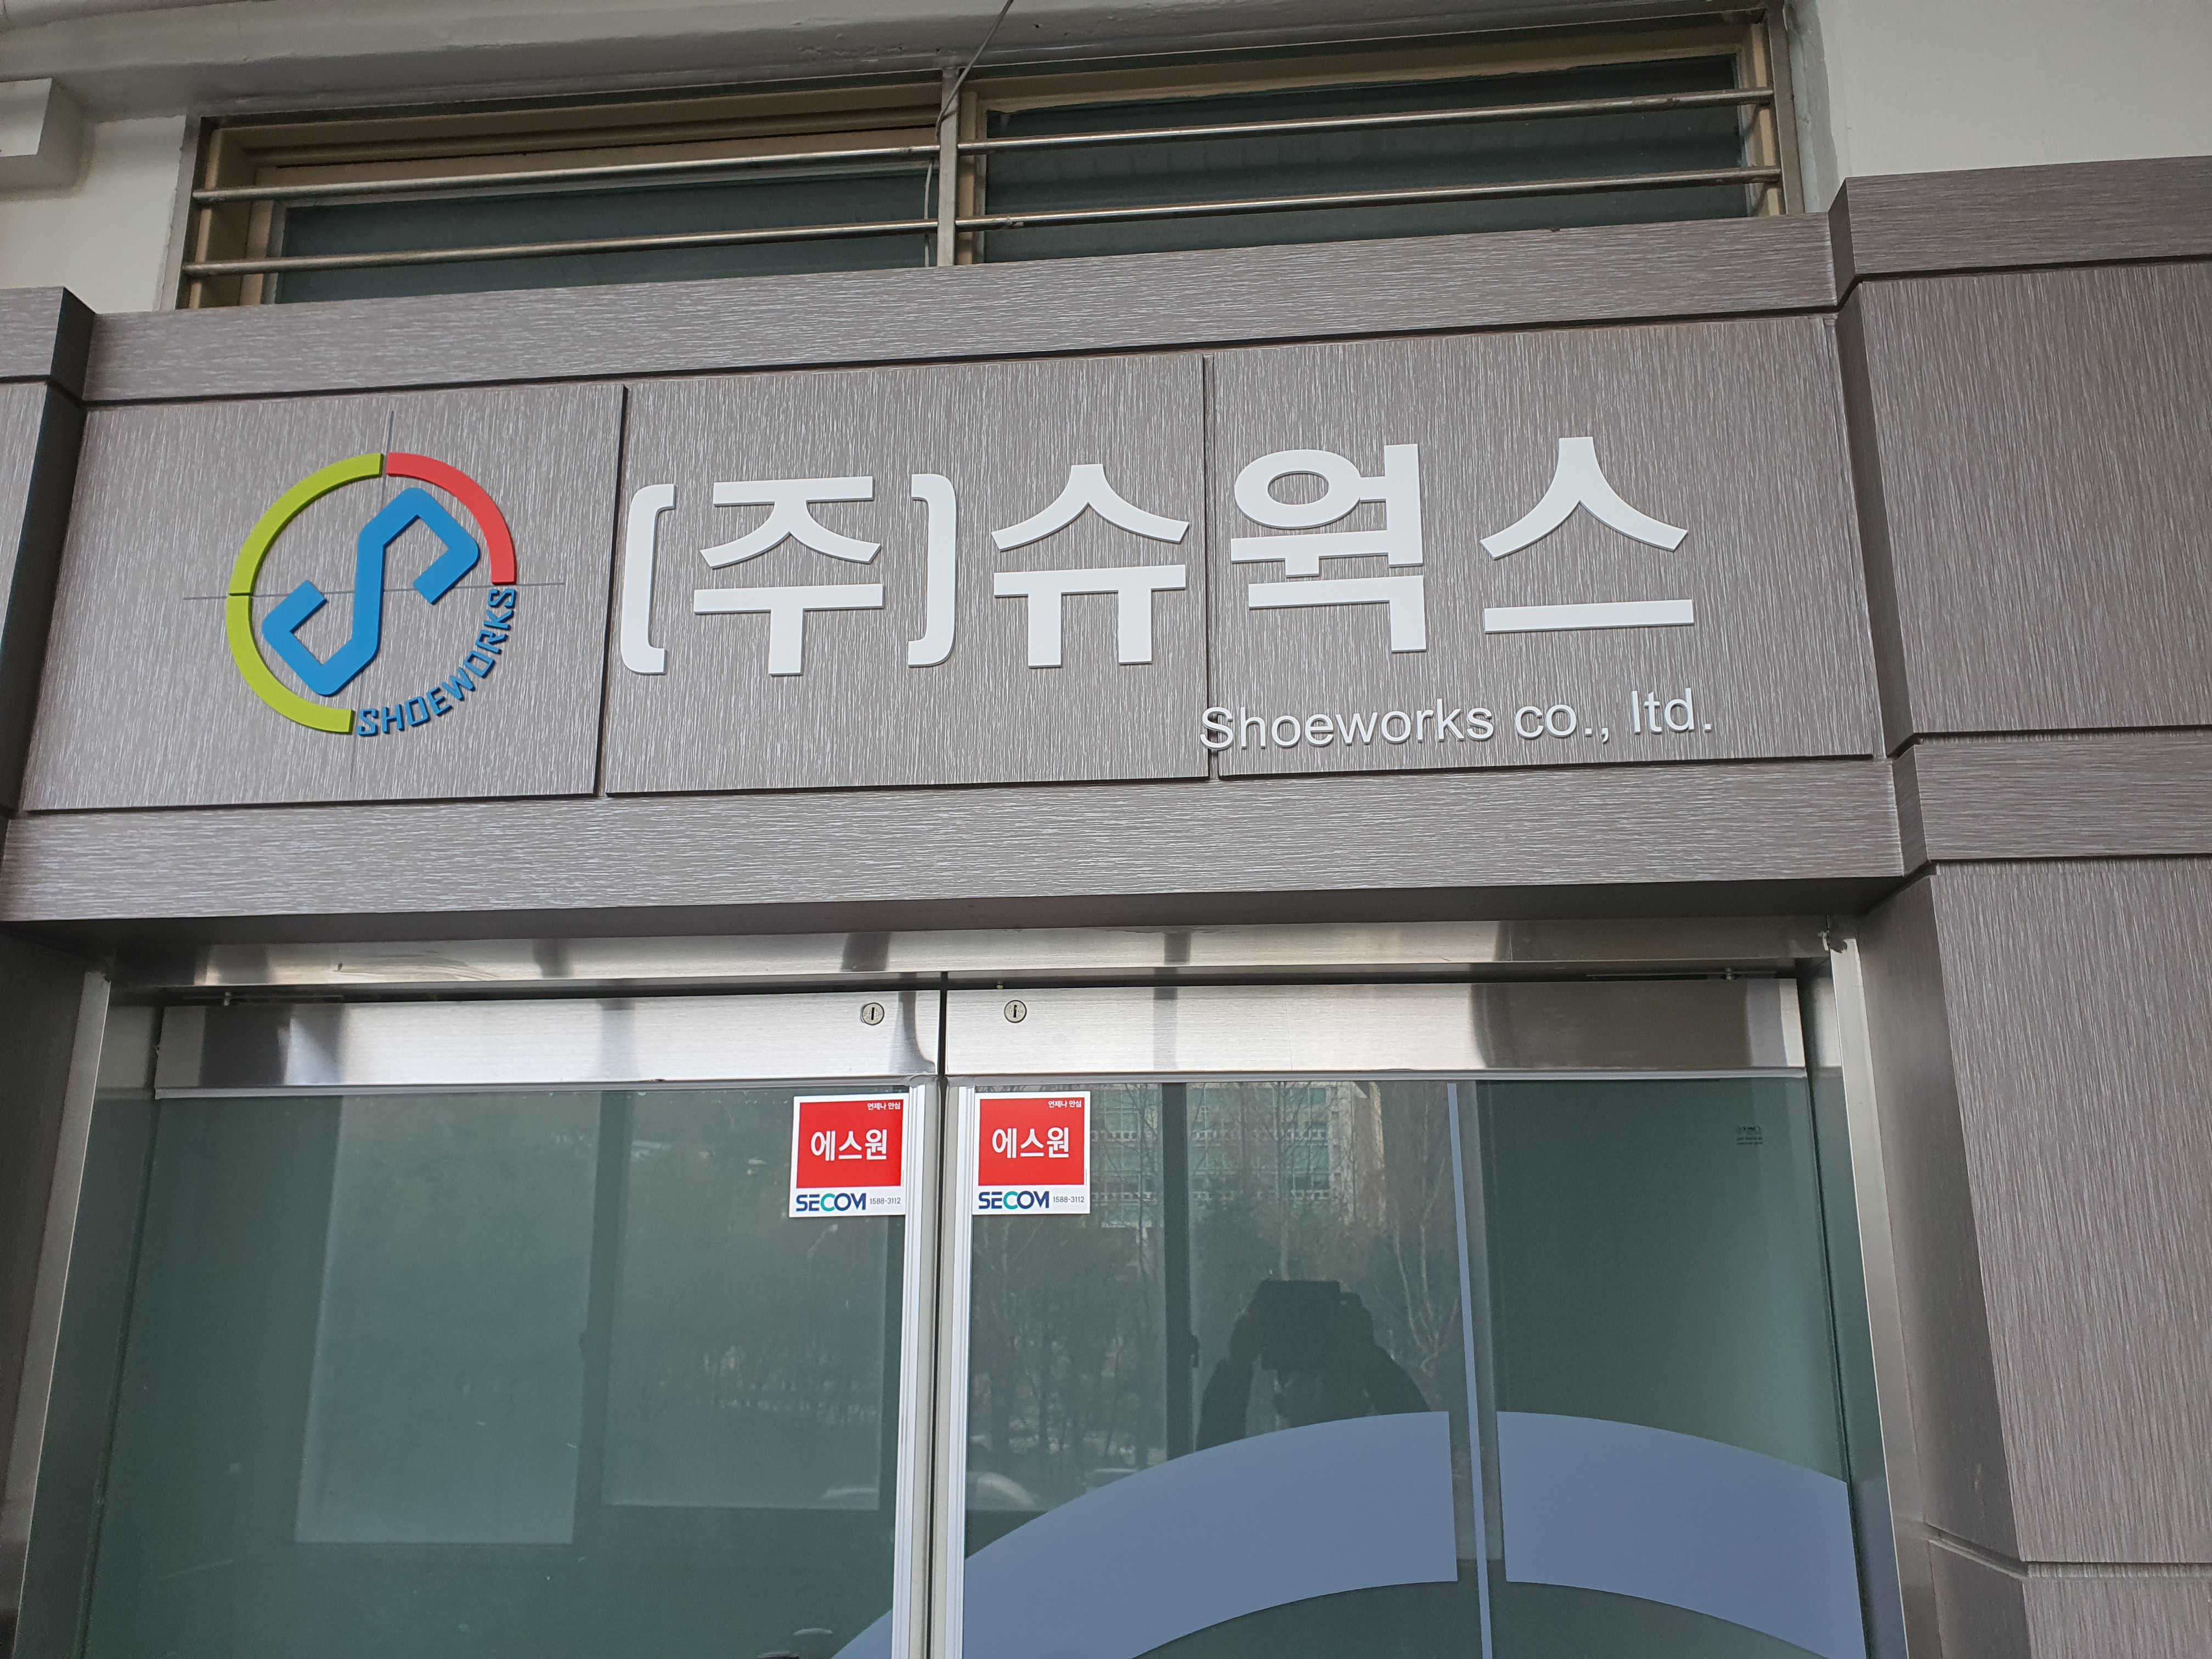 (주)슈웍스
SHOEWORKS
Shoeworks co., ltd.
언제나 안심
에스원
SECOM 1588-3112
언제나 안심
에스원
SECOM 1588-3112